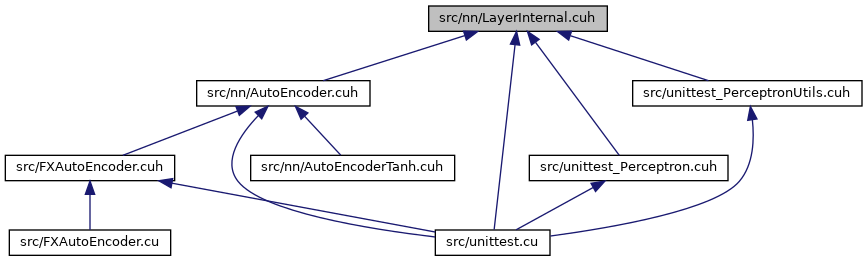 src/nn/LayerInternal.cuh
src/nn/AutoEncoder.cuh
src/unittest_PerceptronUtils.cuh
src/FXAutoEncoder.cuh
src/nn/AutoEncoderTanh.cuh
src/unittest_Perceptron.cuh
src/FXAutoEncoder.cu
src/unittest.cu